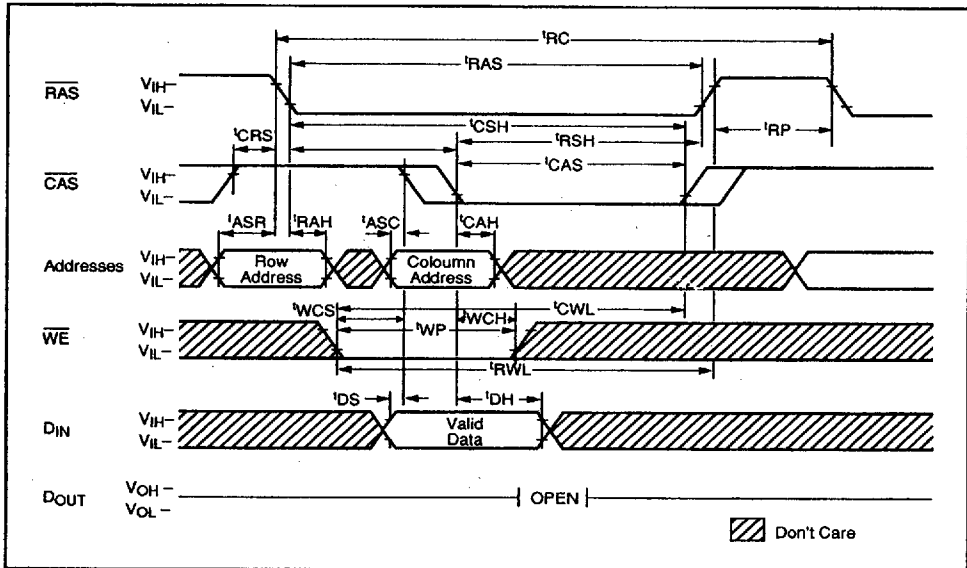 tRC
tRAS
RAS
VIH–
VIL–
tCSH
tRSH
tRP
tCRS
tCAS
CAS
VIH–
VIL–
tASR
tRAH
tASC
tCAH
Addresses
VIH–
VIL–
Row
Address
Coloumn
Address
tWCS
tWCH
tCWL
tWP
WE
VIH–
VIL–
tRWL
tDS
tDH
DIN
VIH–
VIL–
Valid
Data
DOUT
VOH –
VOL –
OPEN
Don't Care